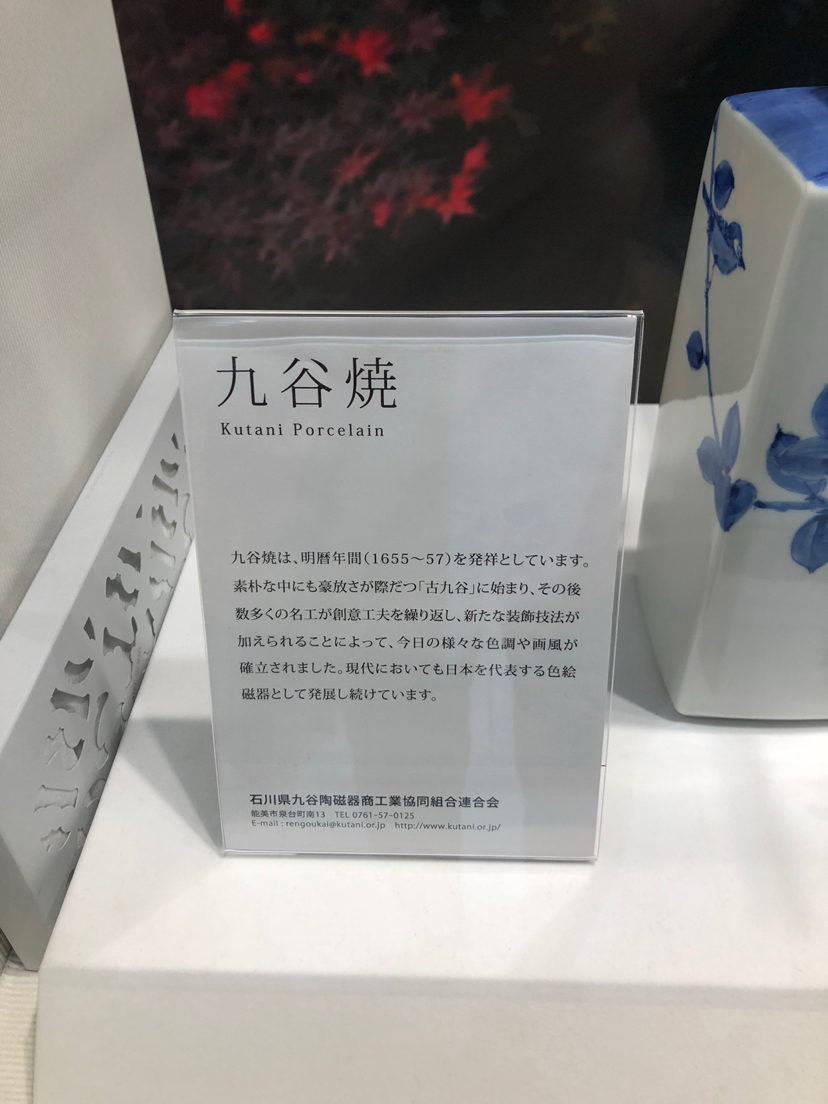 九谷焼
Kutani Porcelain
九谷焼は、明暦年間(1655〜57)を発祥としています。
素朴な中にも豪放さが際だつ「古九谷」に始まり、その後
数多くの名工が創意工夫を繰り返し、新たな装飾技法が
加えられることによって、今日の様々な色調や画風が
確立されました。現代においても日本を代表する色絵
磁器として発展し続けています。
石川県九谷陶磁器商工業協同組合連合会
能美市泉台町南13 TEL 0761-57-0125
E-mail : rengoukai@kutani.or.jp http://www.kutani.or.jp/